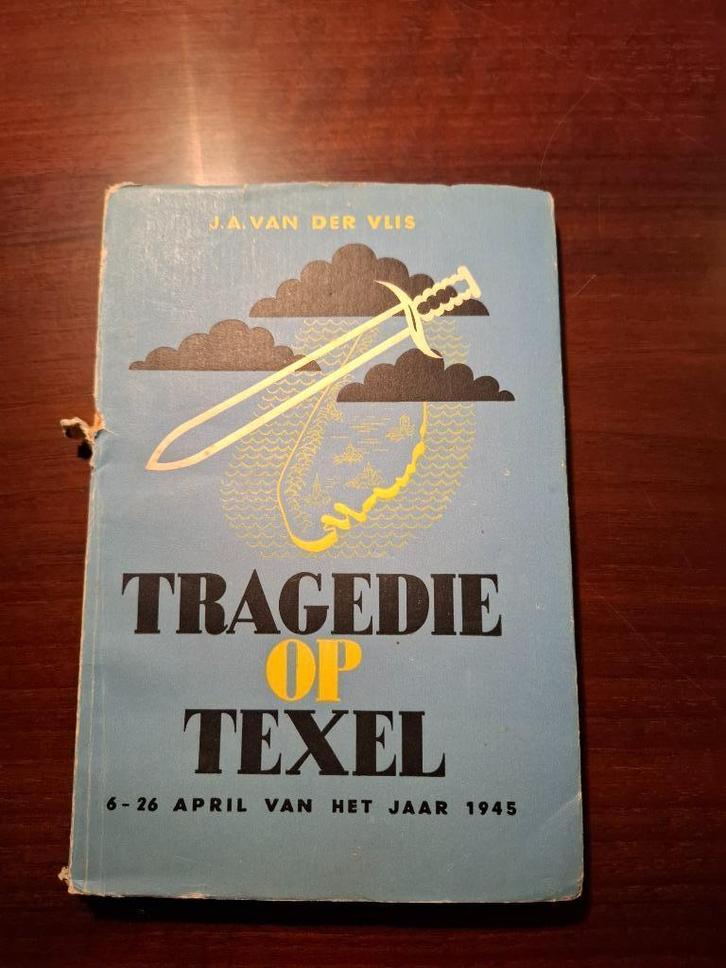 J.A. VAN DER VLIS
TRAGEDIE
OP
TEXEL
6-26 APRIL VAN HET JAAR 1945